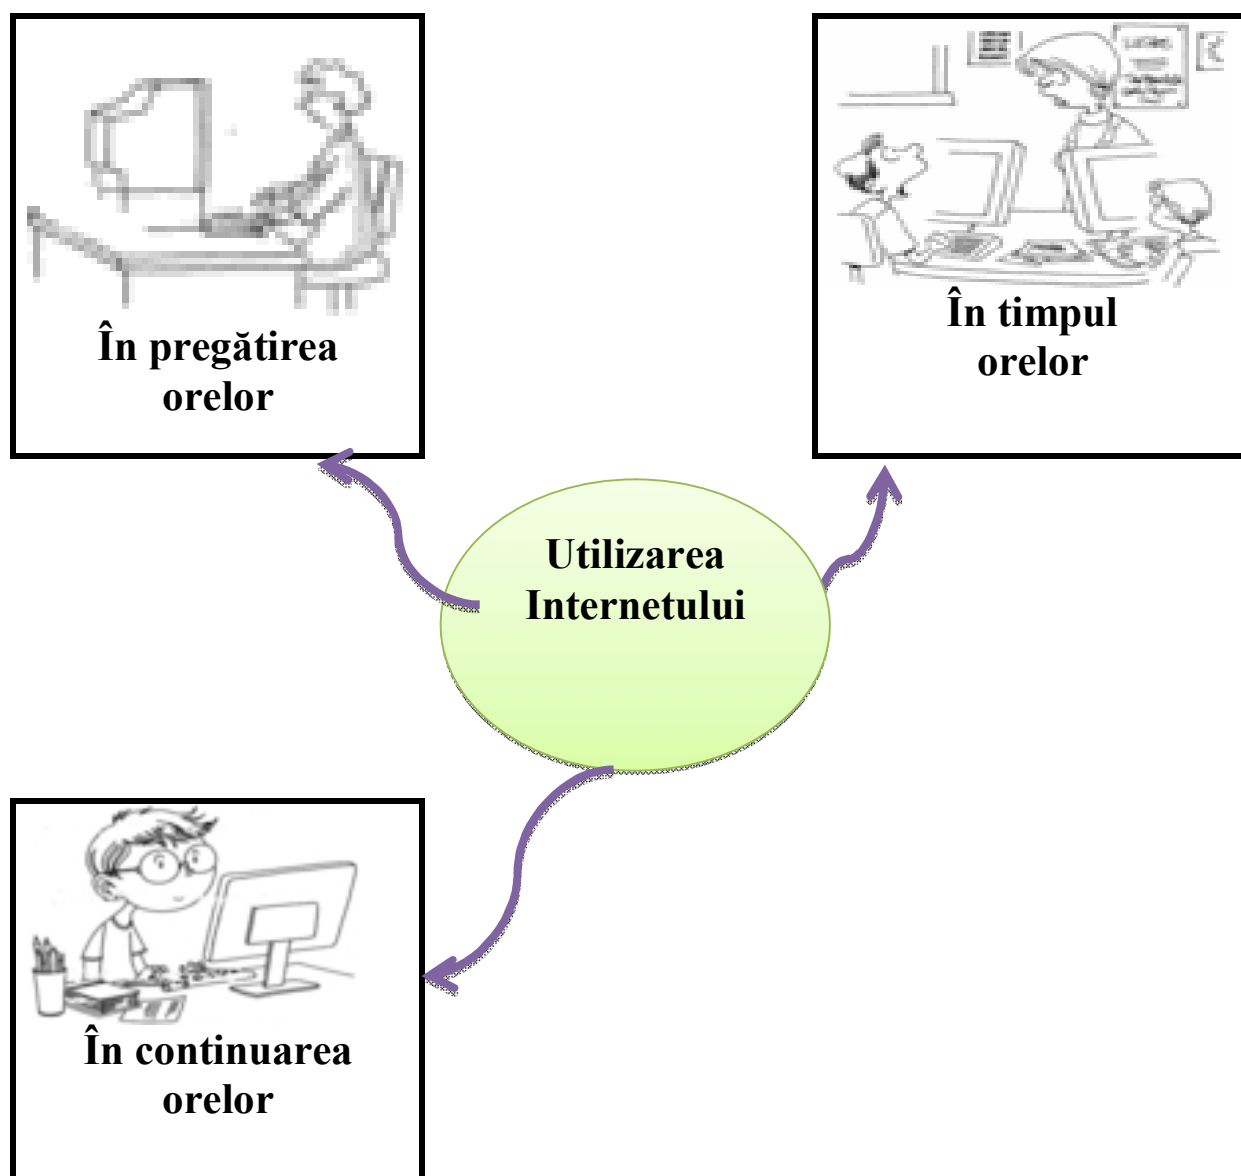 În pregătirea
orelor
În timpul
orelor
Utilizarea
Internetului
În continuarea
orelor